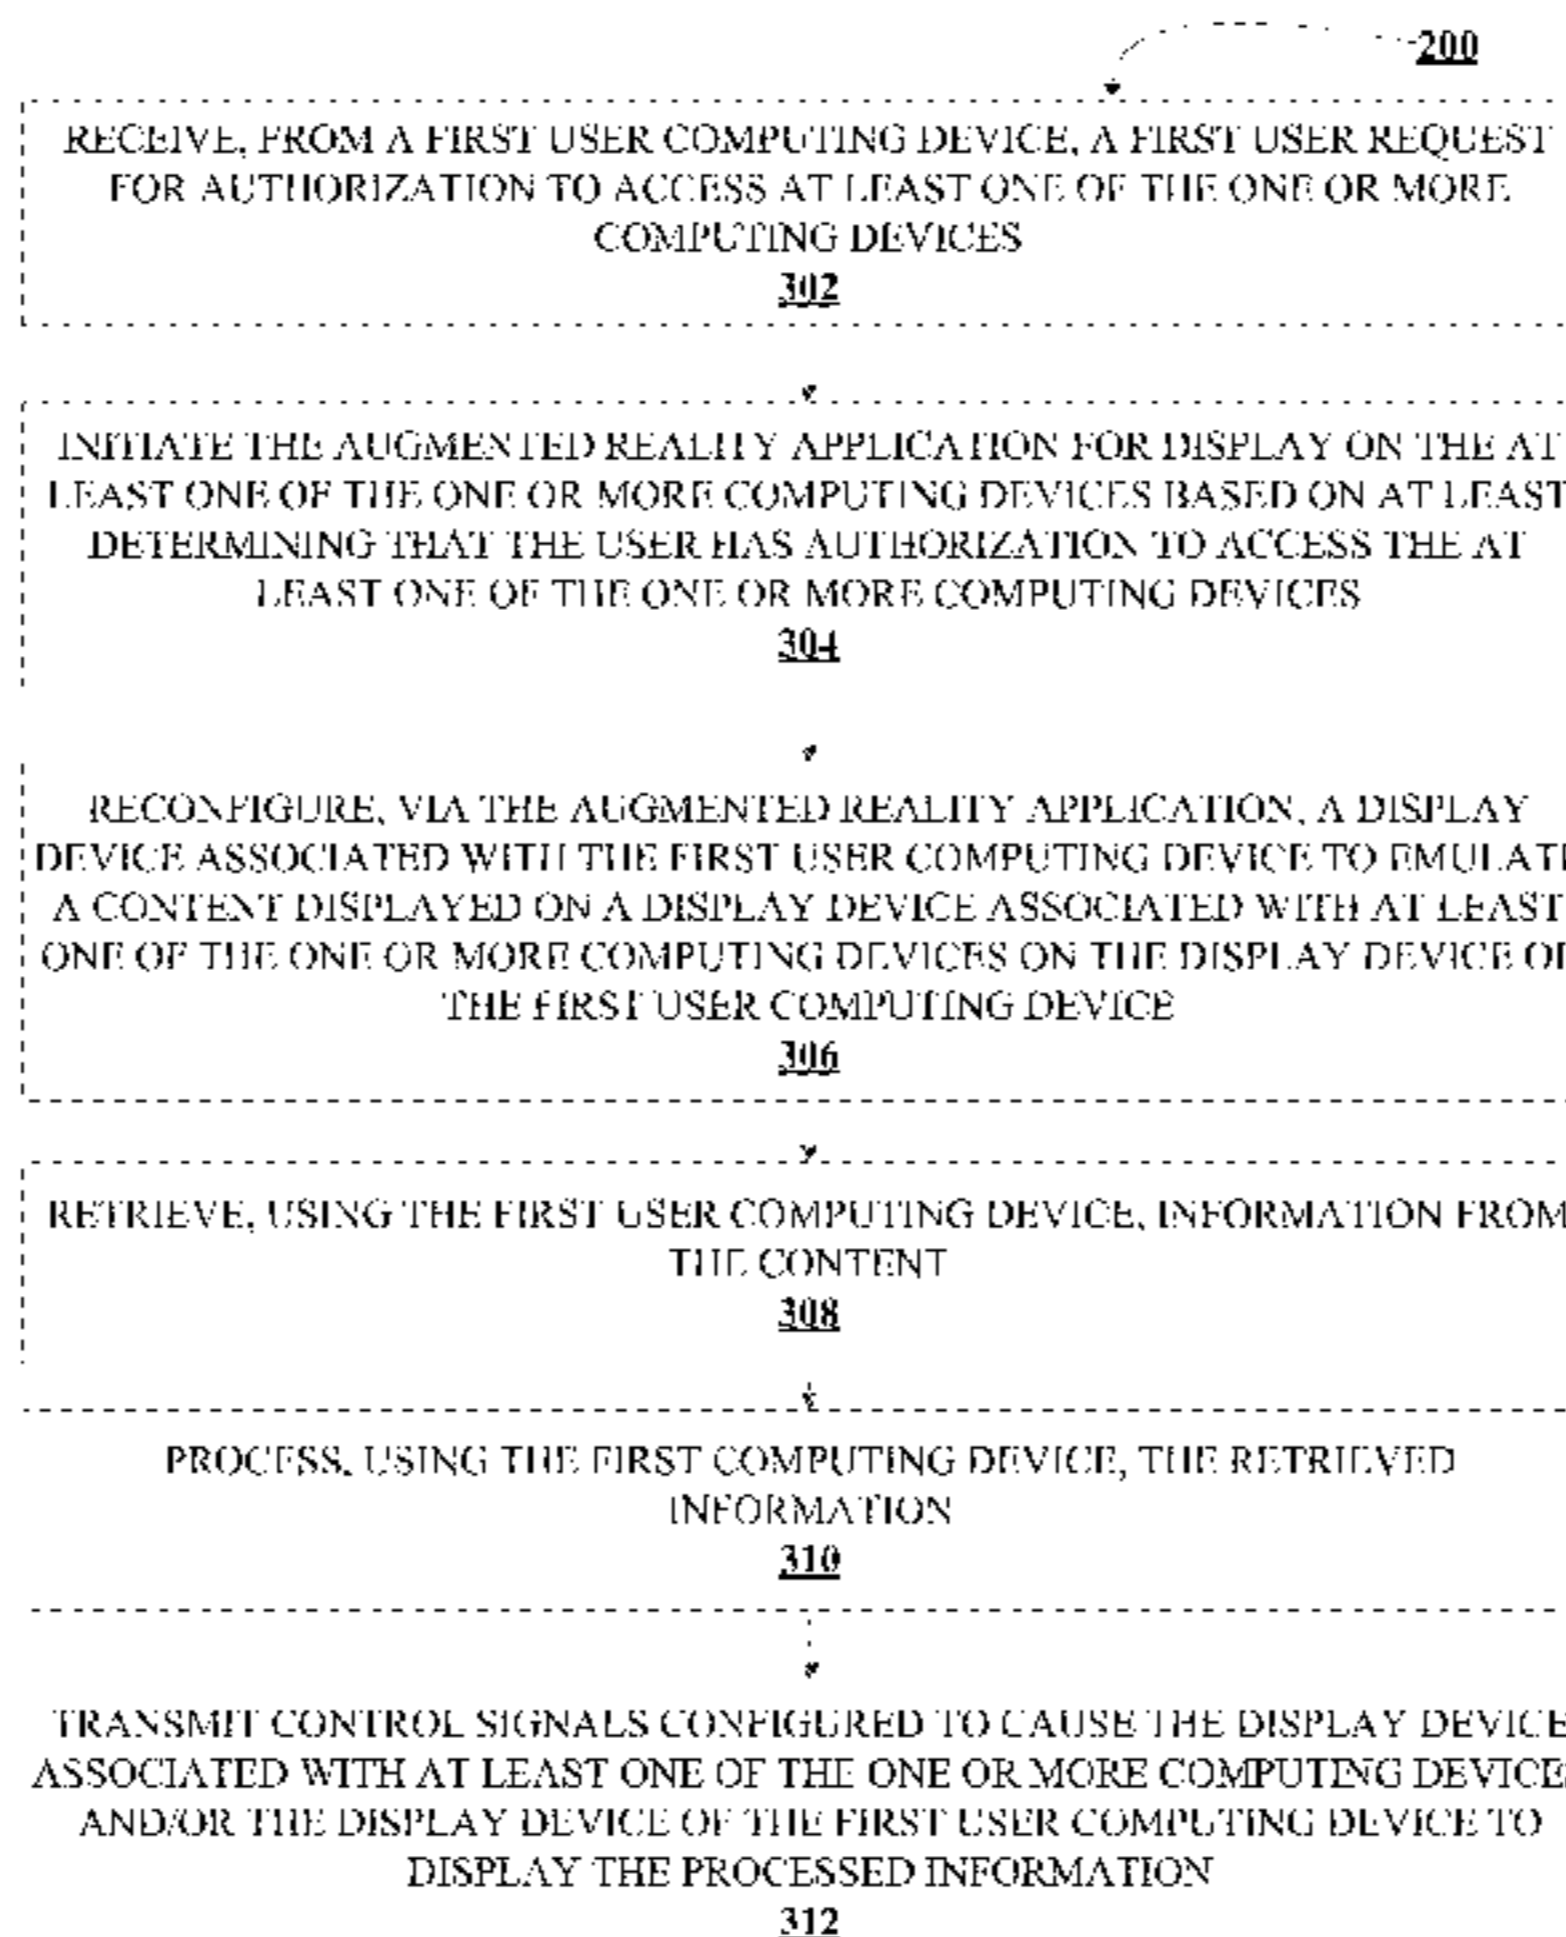 200
RECEIVE, FROM A FIRST USER COMPUTING DEVICE, A FIRST USER REQUEST
FOR AUTHORIZATION TO ACCESS AT LEAST ONE OF THE ONE OR MORE
COMPUTING DEVICES
302
INITIATE THE AUGMENTED REALITY APPLICATION FOR DISPLAY ON THE AT
LEAST ONE OF THE ONE OR MORE COMPUTING DEVICES BASED ON AT LEAST
DETERMINING THAT THE USER HAS AUTHORIZATION TO ACCESS THE AT
LEAST ONE OF THE ONE OR MORE COMPUTING DEVICES
304
RECONFIGURE, VIA THE AUGMENTED REALITY APPLICATION, A DISPLAY
DEVICE ASSOCIATED WITH THE FIRST USER COMPUTING DEVICE TO EMULATE
A CONTENT DISPLAYED ON A DISPLAY DEVICE ASSOCIATED WITH AT LEAST
ONE OF THE ONE OR MORE COMPUTING DEVICES ON THE DISPLAY DEVICE OF
THE FIRST USER COMPUTING DEVICE
306
RETRIEVE, USING THE FIRST USER COMPUTING DEVICE, INFORMATION FROM
THE CONTENT
308
PROCESS, USING THE FIRST COMPUTING DEVICE, THE RETRIEVED
INFORMATION
310
TRANSMIT CONTROL SIGNALS CONFIGURED TO CAUSE THE DISPLAY DEVICE
ASSOCIATED WITH AT LEAST ONE OF THE ONE OR MORE COMPUTING DEVICES
AND/OR THE DISPLAY DEVICE OF THE FIRST USER COMPUTING DEVICE TO
DISPLAY THE PROCESSED INFORMATION
312